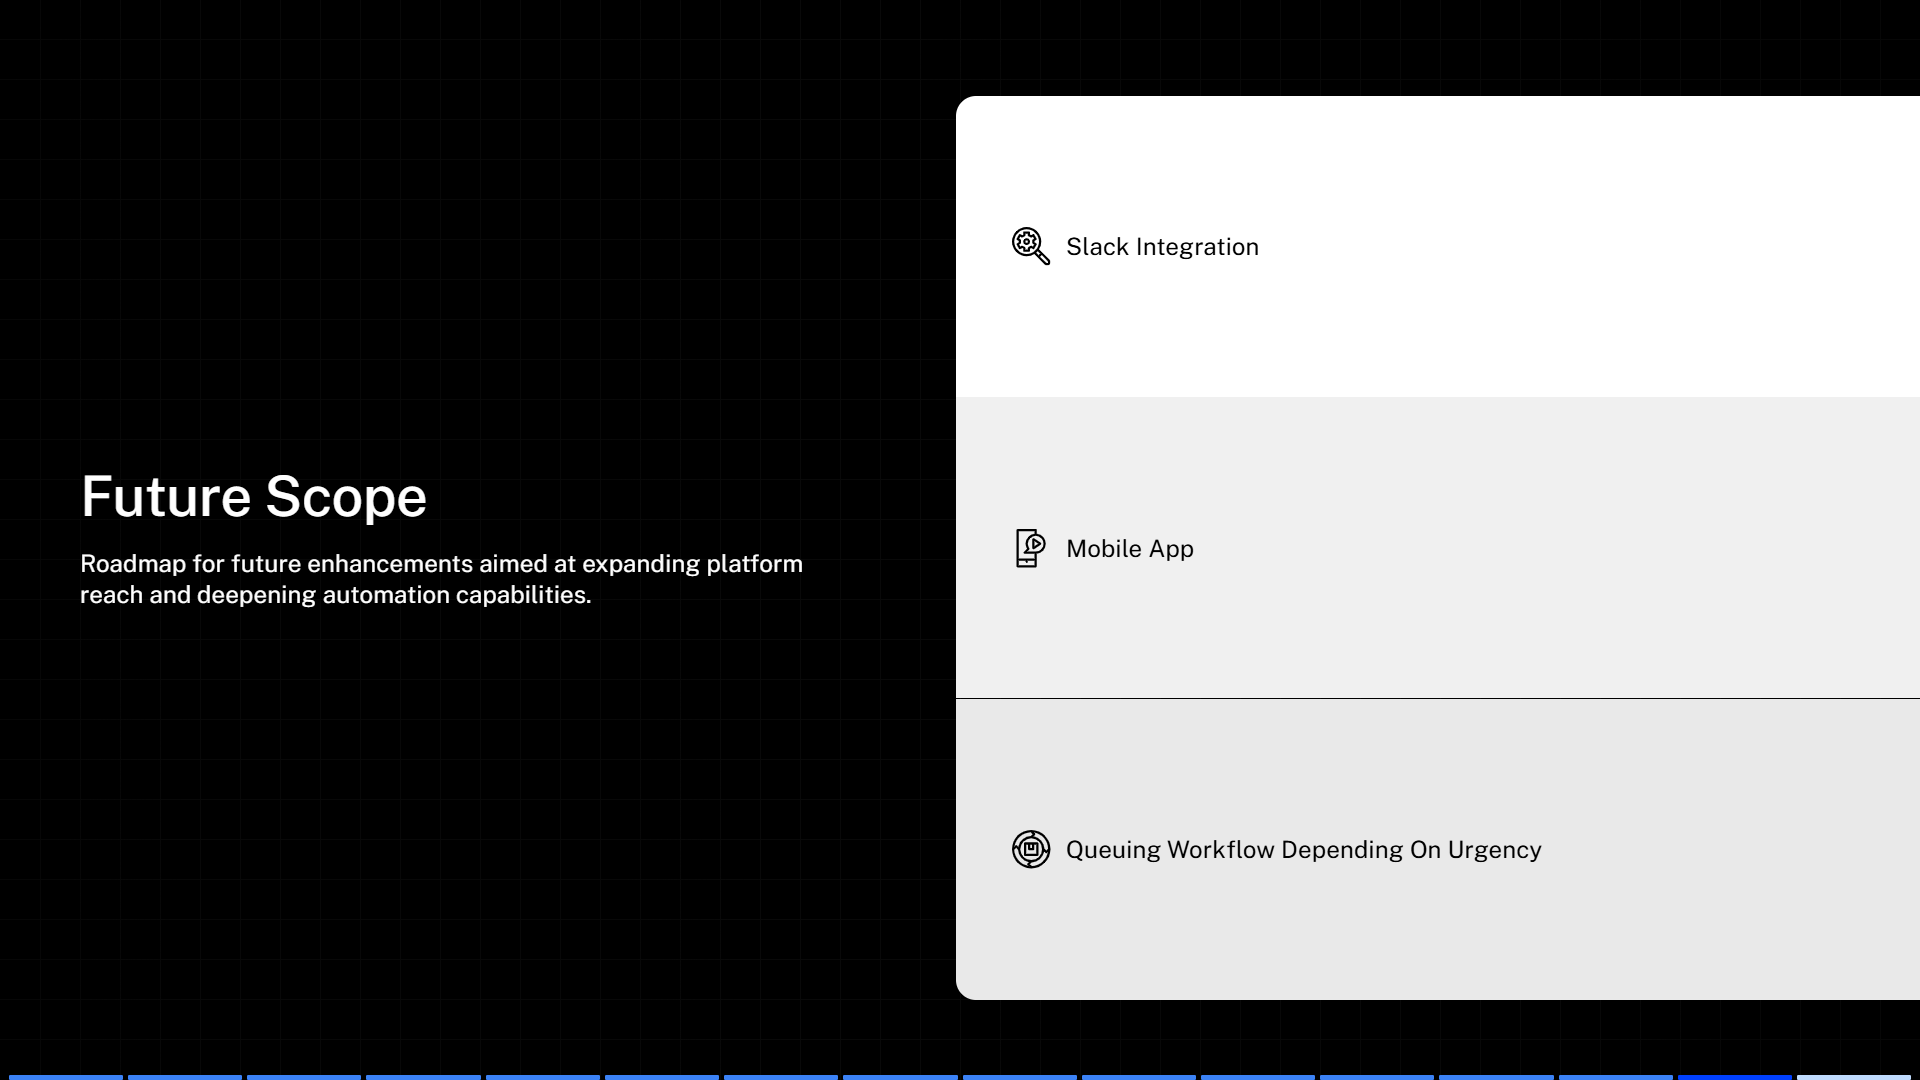 Future Scope
Roadmap for future enhancements aimed at expanding platform
reach and deepening automation capabilities.
Slack Integration
Mobile App
Queuing Workflow Depending On Urgency